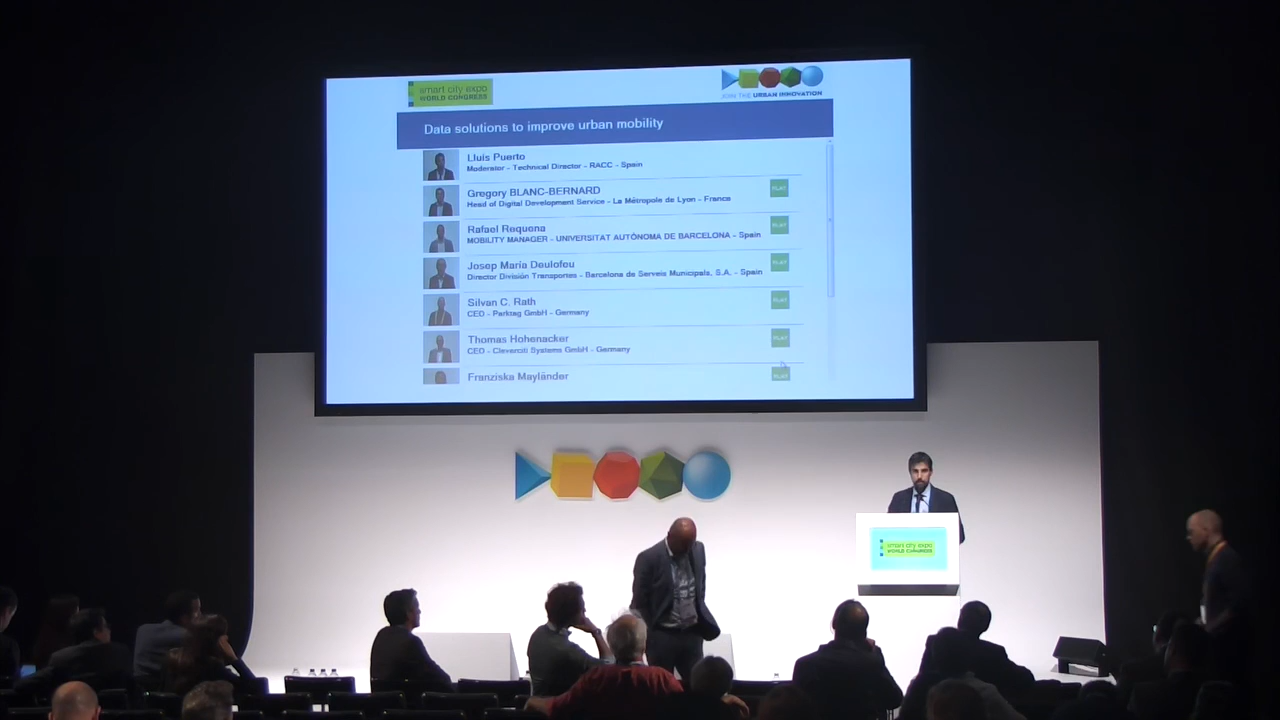 smart city expo
WORLD CONGRESS
JOIN THE URBAN INNOVATION
Data solutions to improve urban mobility
Lluís Puerto
Moderator - Technical Director - RACC - Spain
Gregory BLANC-BERNARD
PLAY
Head of Digital Development Service - La Métropole de Lyon - France
Rafael Requena
PLAY
MOBILITY MANAGER - UNIVERSITAT AUTÒNOMA DE BARCELONA - Spain
Josep María Deulofeu
PLAY
Director División Transportes - Barcelona de Serveis Municipals, S.A. - Spain
Silvan C. Rath
PLAY
CEO - Parktag GmbH - Germany
Thomas Hohenacker
PLAY
CEO - Cleverciti Systems GmbH - Germany
Franziska Mayländer
PLAY
smart city expo
WORLD CONGRESS